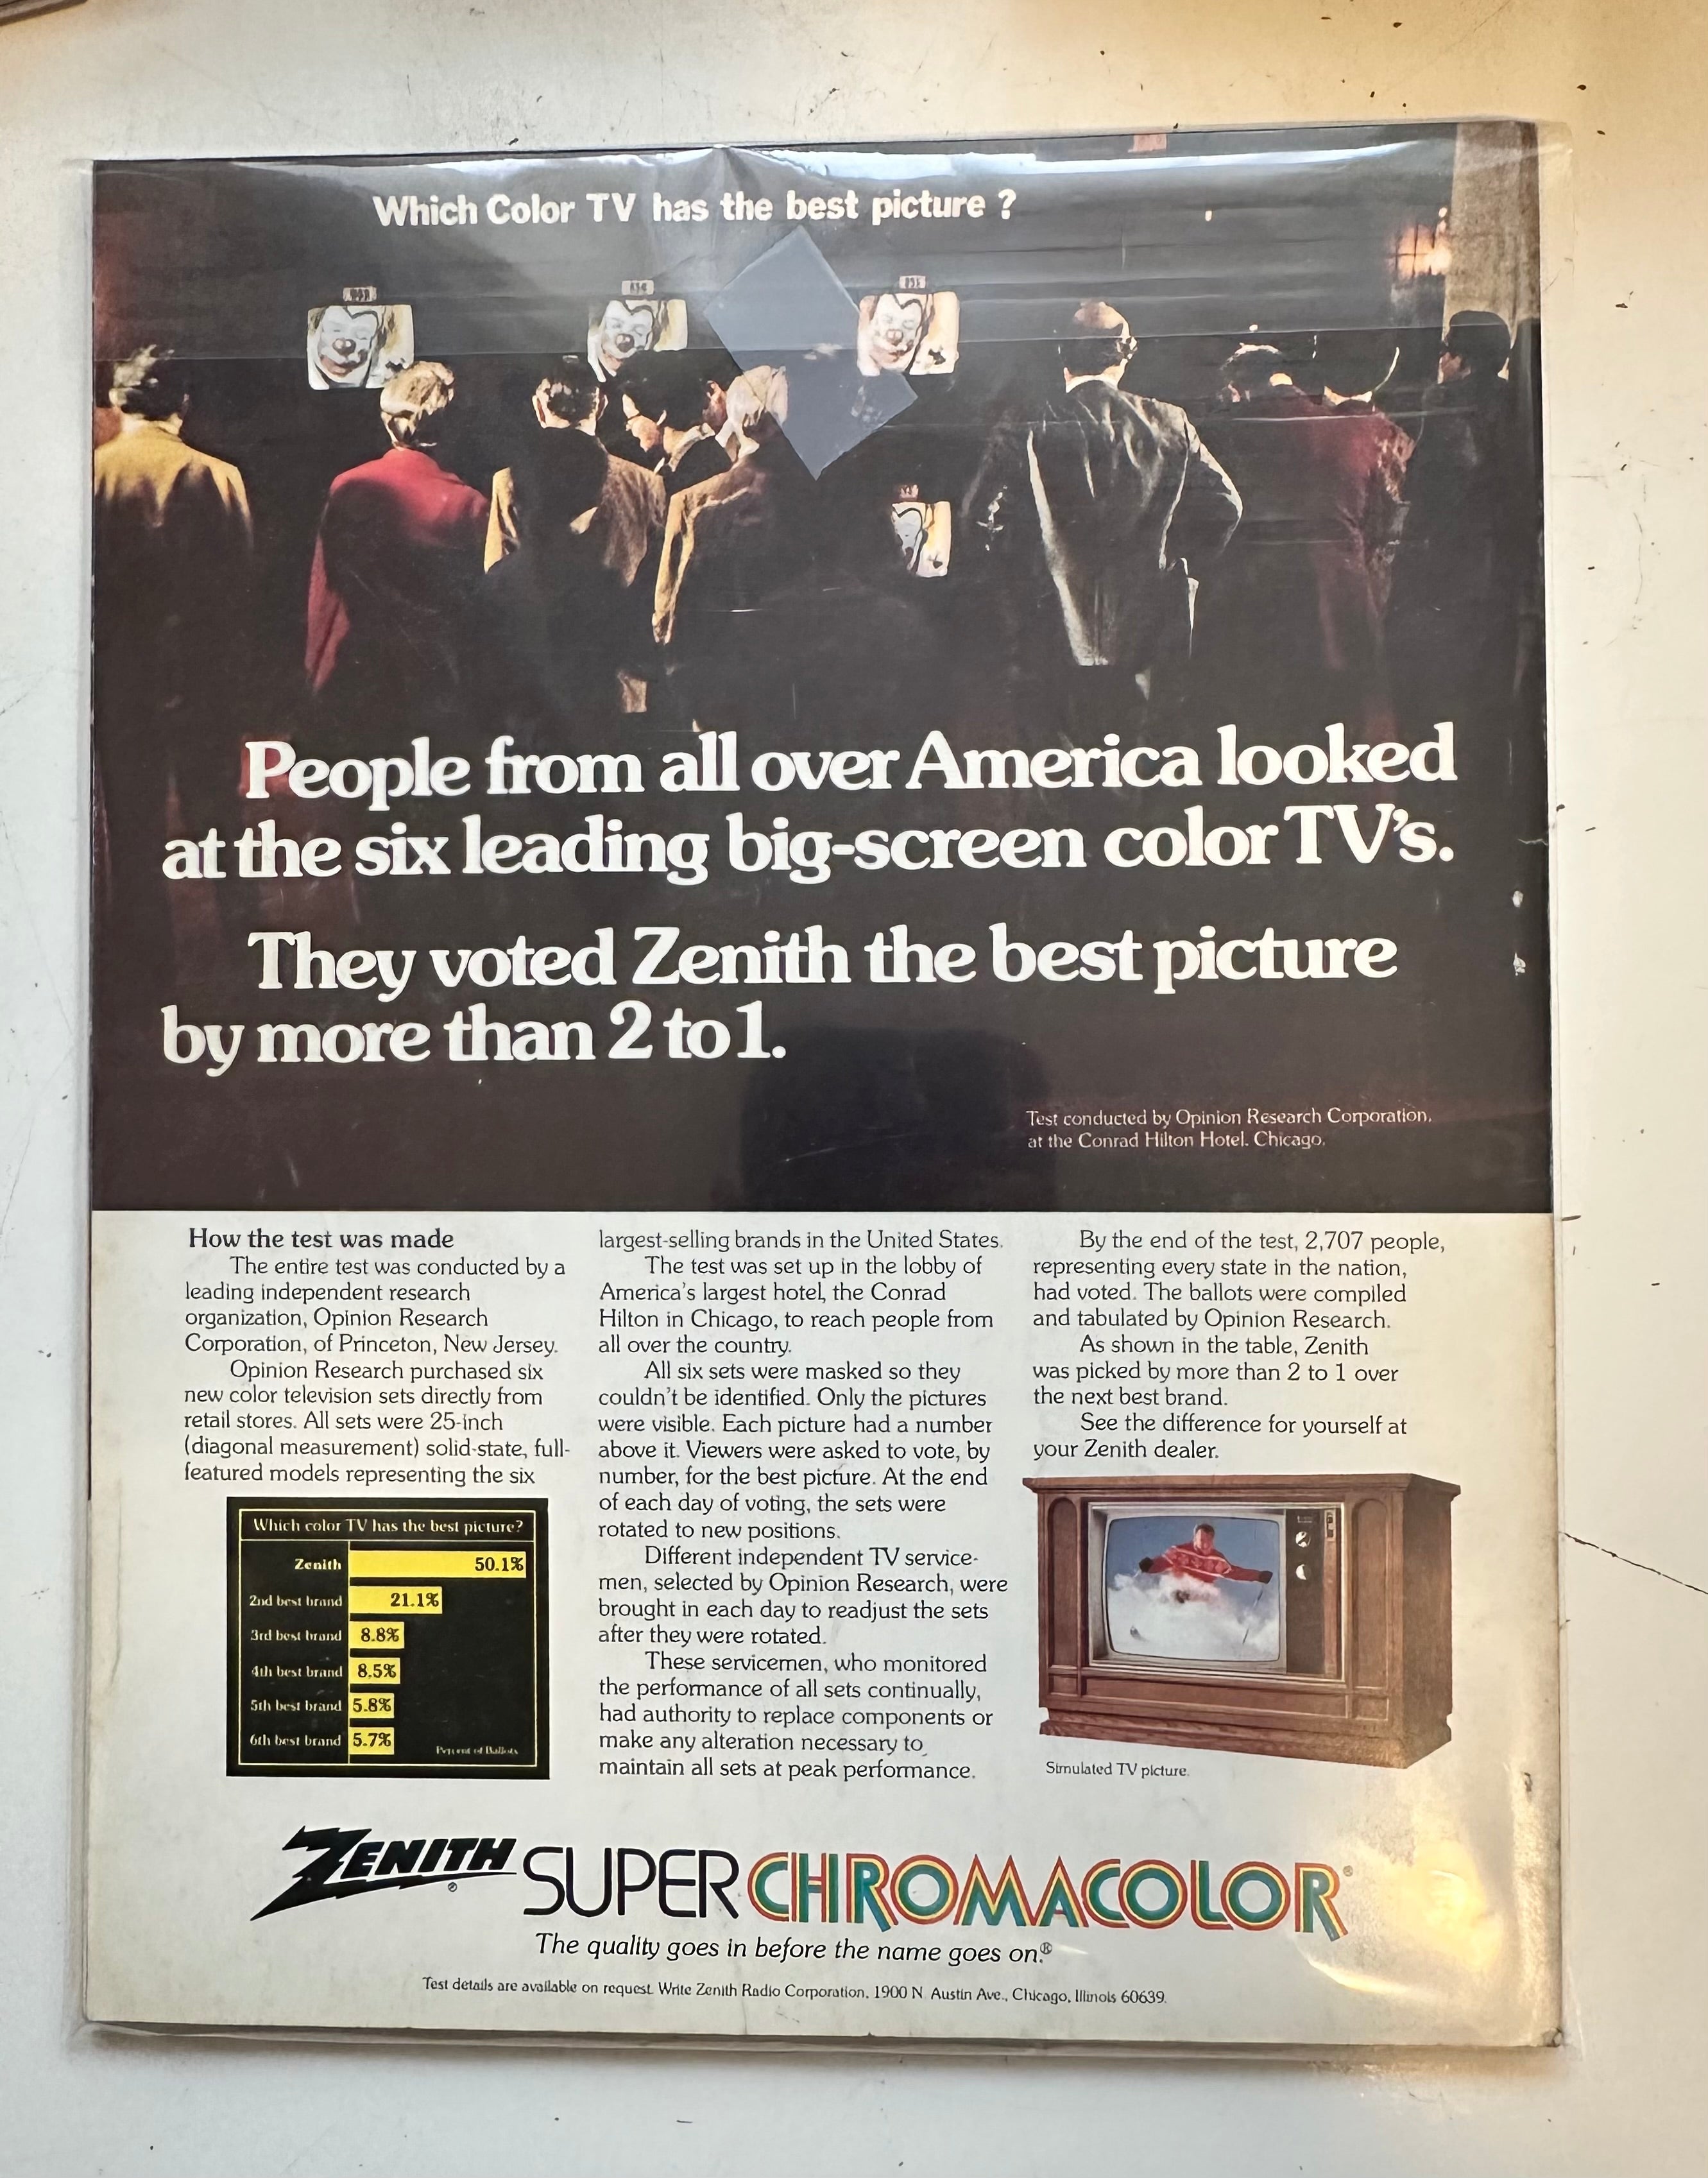 Which Color TV has the best picture ?
People from all over America looked
at the six leading big-screen color TV's.
They voted Zenith the best picture
by more than 2 to 1.
Test conducted by Opinion Research Corporation,
at the Conrad Hilton Hotel. Chicago.
How the test was made
The entire test was conducted by a
leading independent research
organization, Opinion Research
Corporation, of Princeton, New Jersey.
Opinion Research purchased six
new color television sets directly from
retail stores. All sets were 25-inch
(diagonal measurement) solid-state, full-
featured models representing the six
largest-selling brands in the United States.
The test was set up in the lobby of
America's largest hotel, the Conrad
Hilton in Chicago, to reach people from
all over the country.
All six sets were masked so they
couldn't be identified. Only the pictures
were visible. Each picture had a number
above it. Viewers were asked to vote, by
number, for the best picture. At the end
of each day of voting, the sets were
rotated to new positions.
Different independent TV service-
men, selected by Opinion Research, were
brought in each day to readjust the sets
after they were rotated.
These servicemen, who monitored
the performance of all sets continually,
had authority to replace components or
make any alteration necessary to
maintain all sets at peak performance.
By the end of the test, 2,707 people,
representing every state in the nation,
had voted. The ballots were compiled
and tabulated by Opinion Research.
As shown in the table, Zenith
was picked by more than 2 to 1 over
the next best brand.
See the difference for yourself at
your Zenith dealer.
Which color TV has the best picture?
Zenith 50.1%
2nd best brand 21.1%
3rd best brand 8.8%
4th best brand 8.5%
5th best brand 5.8%
6th best brand 5.7%
Percent of Ballots
Simulated TV picture.
ZENITH® SUPER CHROMACOLOR®
The quality goes in before the name goes on.®
Test details are available on request. Write Zenith Radio Corporation, 1900 N. Austin Ave., Chicago, Illinois 60639.